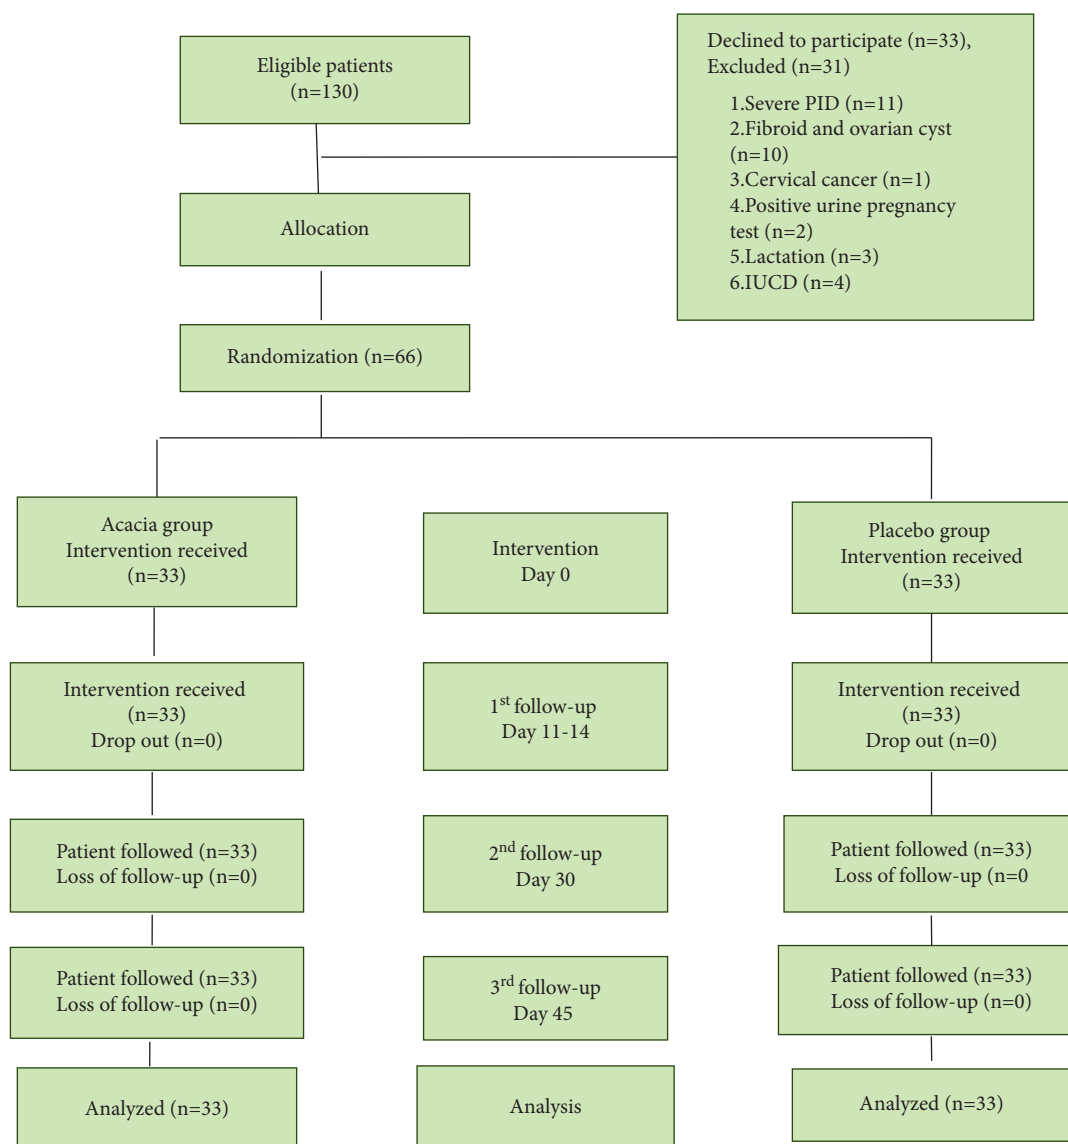 Eligible patients
(n=130)
Declined to participate (n=33),
Excluded (n=31)
1.Severe PID (n=11)
2.Fibroid and ovarian cyst
(n=10)
3.Cervical cancer (n=1)
4.Positive urine pregnancy
test (n=2)
5.Lactation (n=3)
6.IUCD (n=4)
Allocation
Randomization (n=66)
Acacia group
Intervention received
(n=33)
Intervention
Day 0
Placebo group
Intervention received
(n=33)
Intervention received
(n=33)
Drop out (n=0)
1st follow-up
Day 11-14
Intervention received
(n=33)
Drop out (n=0)
Patient followed (n=33)
Loss of follow-up (n=0)
2nd follow-up
Day 30
Patient followed (n=33)
Loss of follow-up (n=0
Patient followed (n=33)
Loss of follow-up (n=0)
3rd follow-up
Day 45
Patient followed (n=33)
Loss of follow-up (n=0)
Analyzed (n=33)
Analysis
Analyzed (n=33)